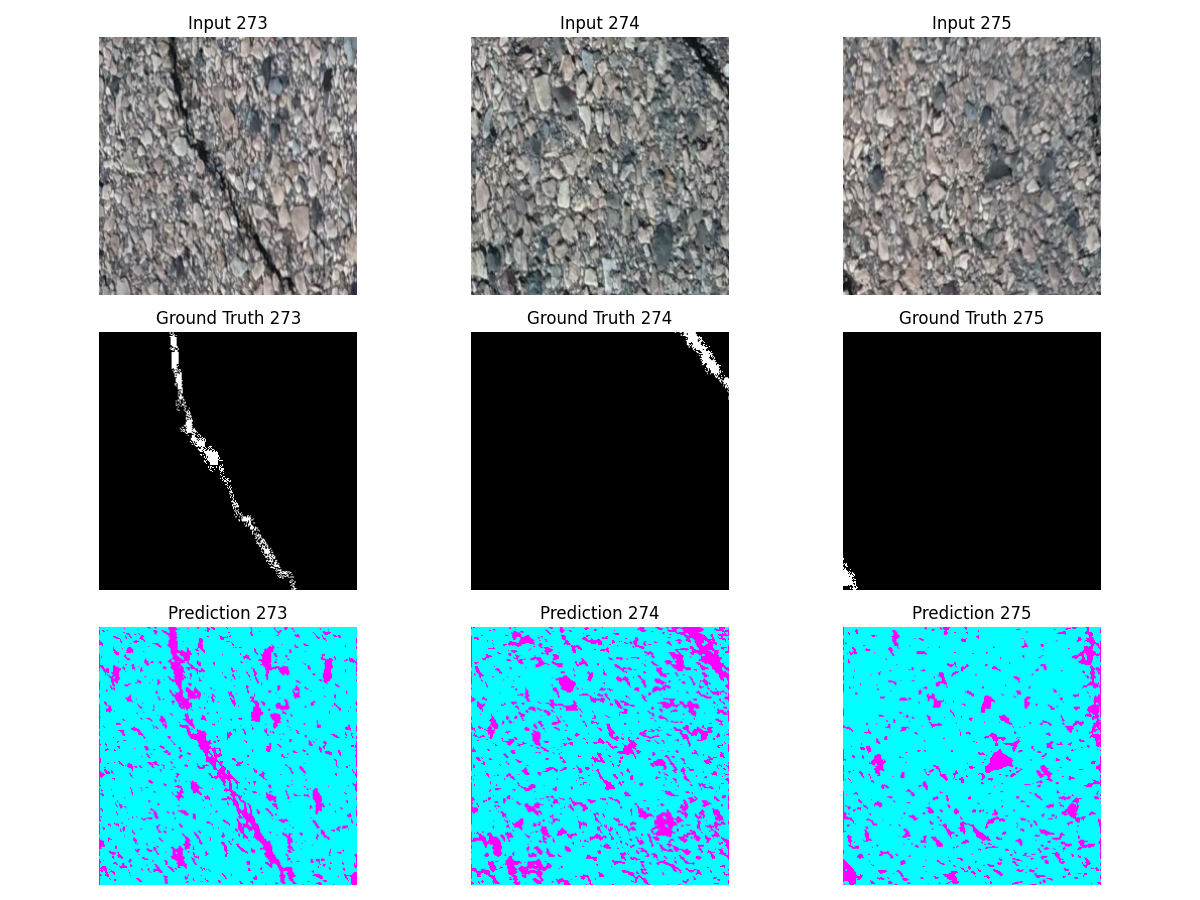 Input 273
Input 274
Input 275
Ground Truth 273
Ground Truth 274
Ground Truth 275
Prediction 273
Prediction 274
Prediction 275